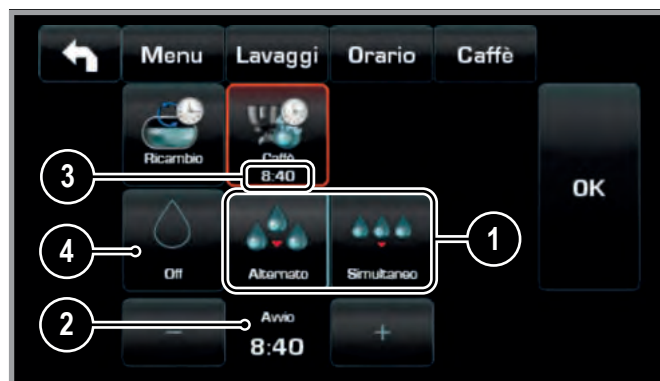 Menu Lavaggi Orario Caffè
Ricambio Caffè
3 8:40
OK
1
4 Off Alternato Simultaneo
2 Avvio
- 8:40 +